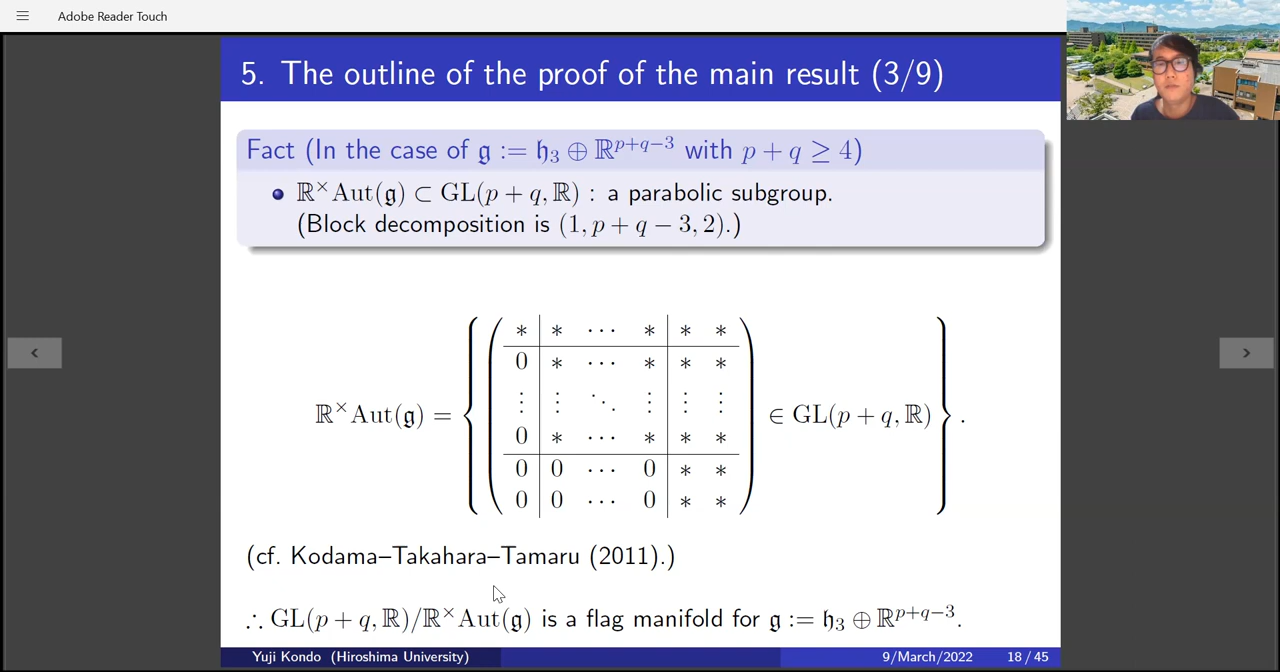 Adobe Reader Touch
5. The outline of the proof of the main result (3/9)
Fact (In the case of 𝔤 := 𝔥₃ ⊕ ℝ^{p+q−3} with p + q ≥ 4)
• ℝ^×Aut(𝔤) ⊂ GL(p + q, ℝ) : a parabolic subgroup.
(Block decomposition is (1, p + q − 3, 2).)
* * ⋯ * * *
0 * ⋯ * * *
⋮ ⋮ ⋱ ⋮ ⋮ ⋮
ℝ^×Aut(𝔤) = { ( ) ∈ GL(p + q, ℝ) } .
0 * ⋯ * * *
0 0 ⋯ 0 * *
0 0 ⋯ 0 * *
(cf. Kodama–Takahara–Tamaru (2011).)
∴ GL(p + q, ℝ)/ℝ^×Aut(𝔤) is a flag manifold for 𝔤 := 𝔥₃ ⊕ ℝ^{p+q−3}.
Yuji Kondo (Hiroshima University) 9/March/2022 18 / 45